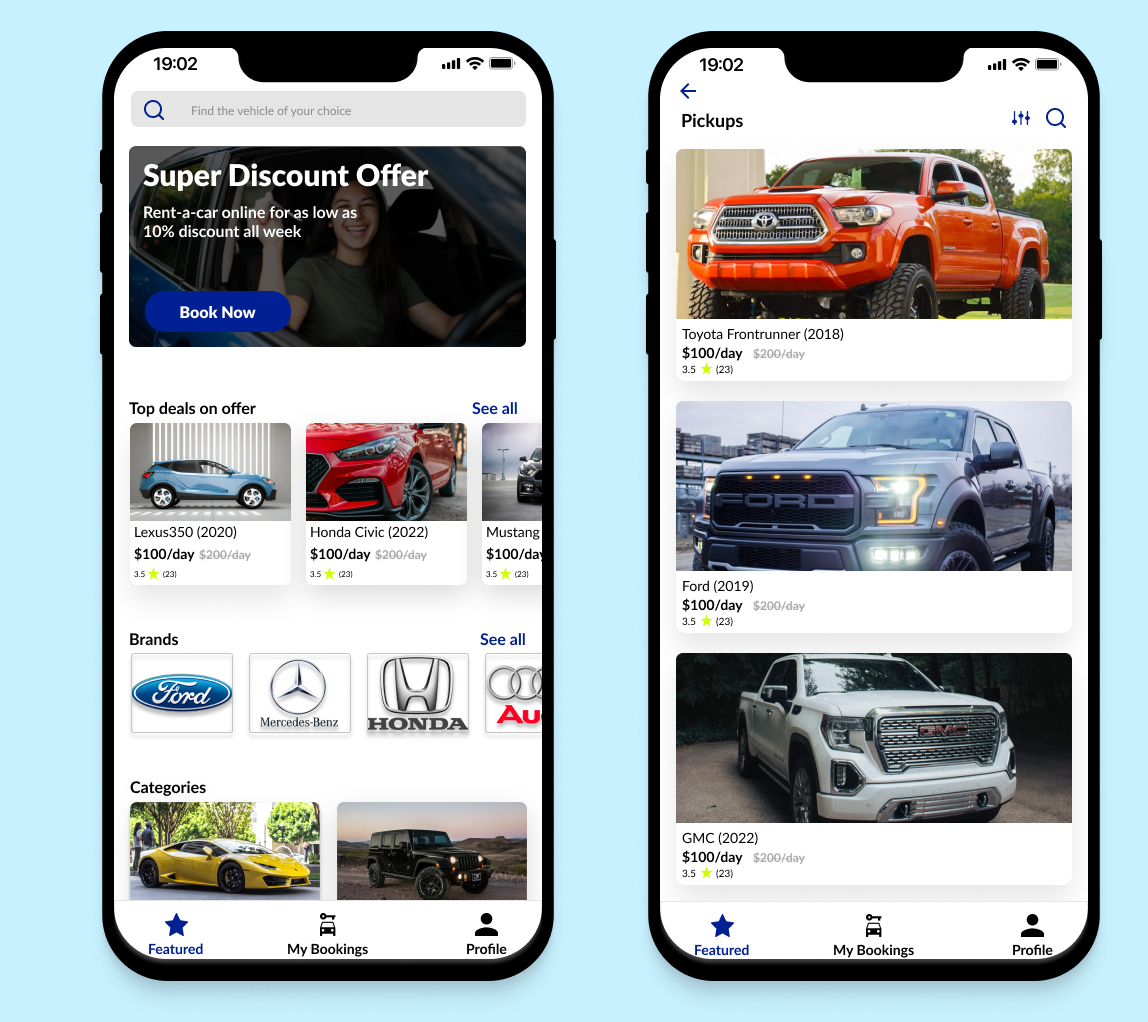 19:02
Find the vehicle of your choice
Super Discount Offer
Rent-a-car online for as low as
10% discount all week
Book Now
Top deals on offer
See all
Lexus350 (2020)
$100/day $200/day
3.5 (23)
Honda Civic (2022)
$100/day $200/day
3.5 (23)
Mustang
$100/day
3.5 (23)
Brands
See all
Ford
Mercedes-Benz
HONDA
Au
Categories
Featured
My Bookings
Profile
19:02
Pickups
Toyota Frontrunner (2018)
$100/day $200/day
3.5 (23)
FORD
Ford (2019)
$100/day $200/day
3.5 (23)
GMC
GMC (2022)
$100/day $200/day
3.5 (23)
Featured
My Bookings
Profile